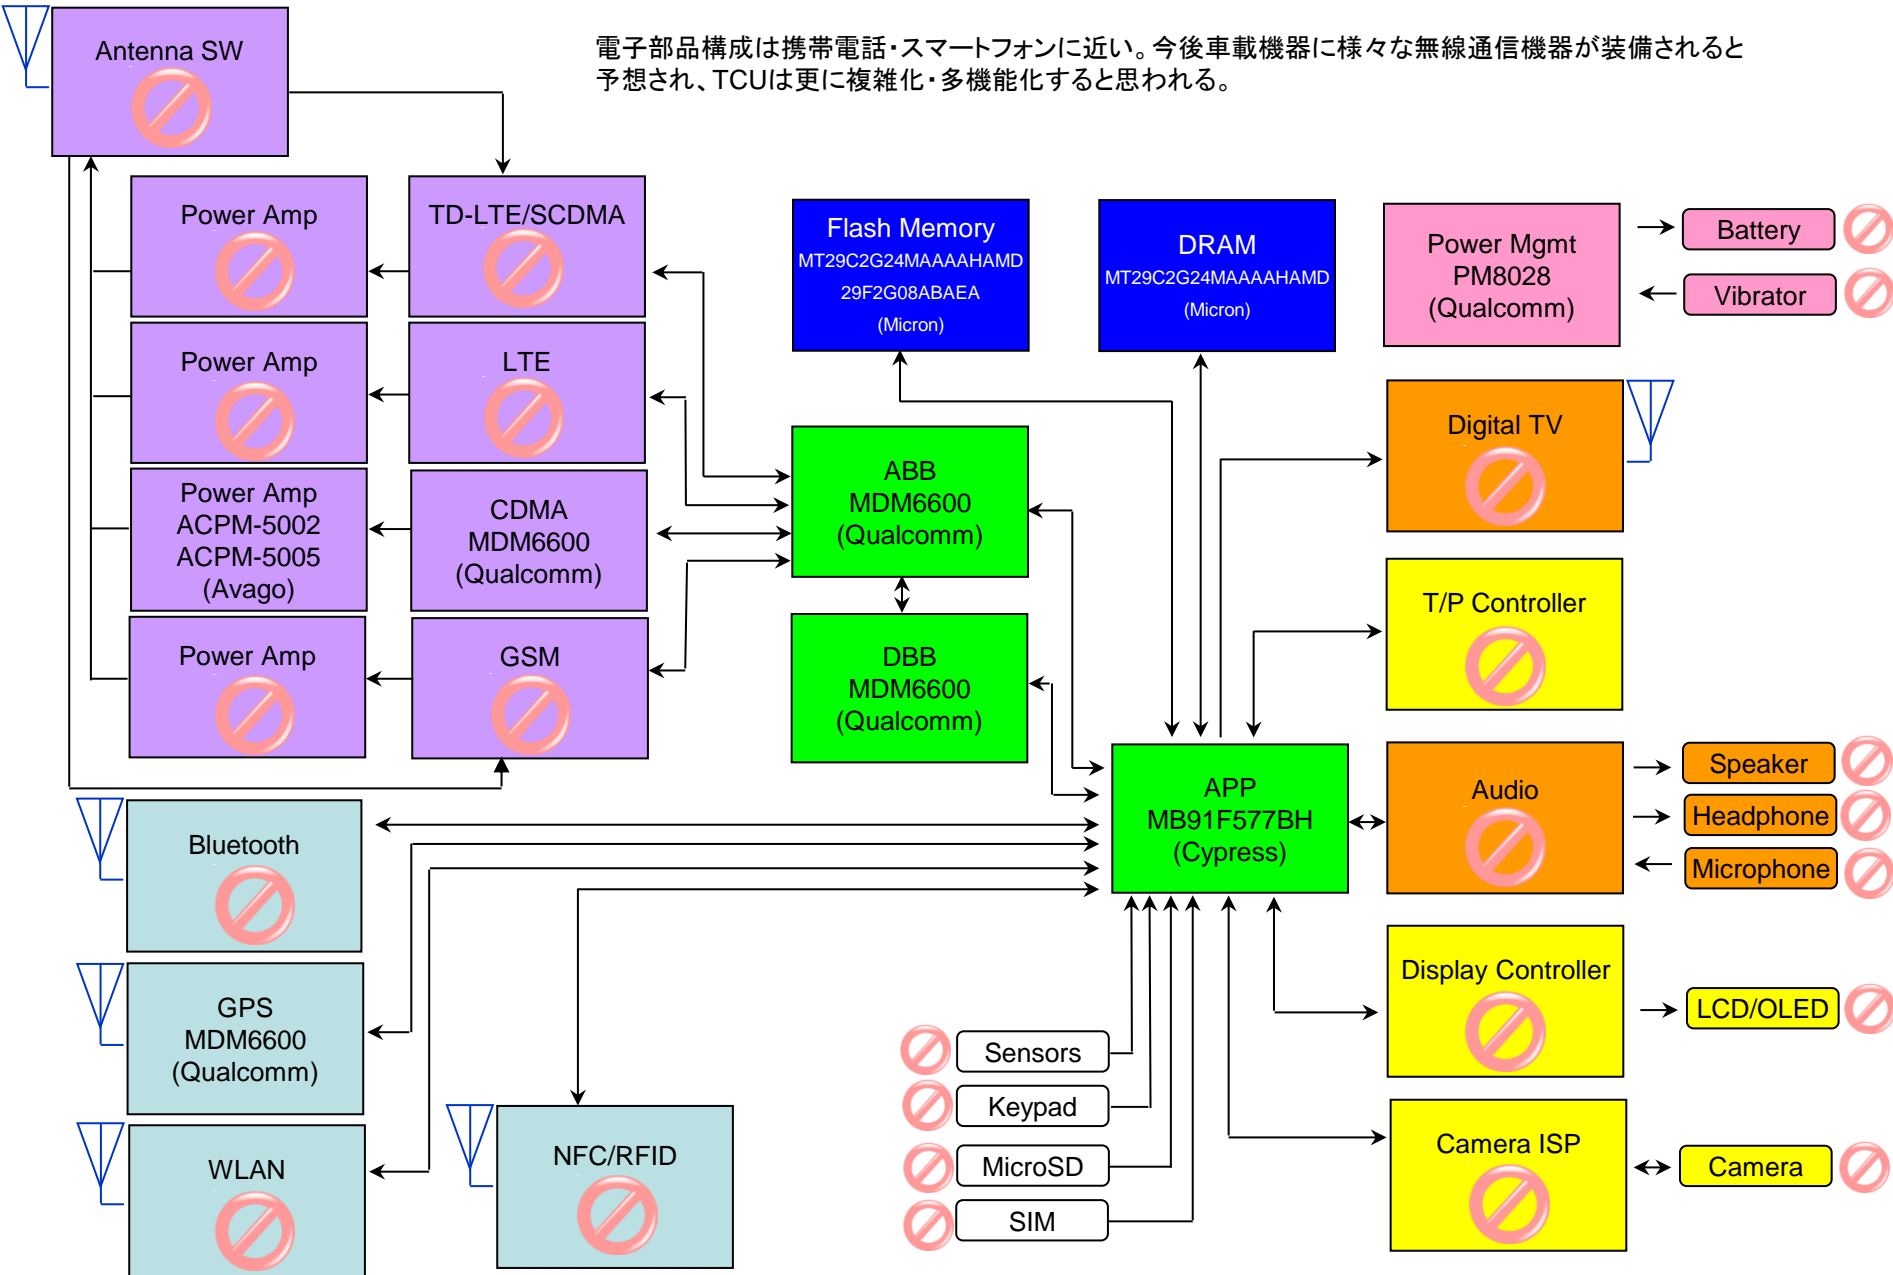 Antenna SW
電子部品構成は携帯電話・スマートフォンに近い。今後車載機器に様々な無線通信機器が装備されると
予想され、TCUは更に複雑化・多機能化すると思われる。
Power Amp
TD-LTE/SCDMA
Flash Memory
MT29C2G24MAAAAHAMD
29F2G08ABAEA
(Micron)
DRAM
MT29C2G24MAAAAHAMD
(Micron)
Power Mgmt
PM8028
(Qualcomm)
Battery
Vibrator
Power Amp
LTE
Digital TV
Power Amp
ACPM-5002
ACPM-5005
(Avago)
CDMA
MDM6600
(Qualcomm)
ABB
MDM6600
(Qualcomm)
T/P Controller
Power Amp
GSM
DBB
MDM6600
(Qualcomm)
APP
MB91F577BH
(Cypress)
Audio
Speaker
Headphone
Microphone
Bluetooth
GPS
MDM6600
(Qualcomm)
Display Controller
LCD/OLED
Sensors
Keypad
MicroSD
SIM
WLAN
NFC/RFID
Camera ISP
Camera